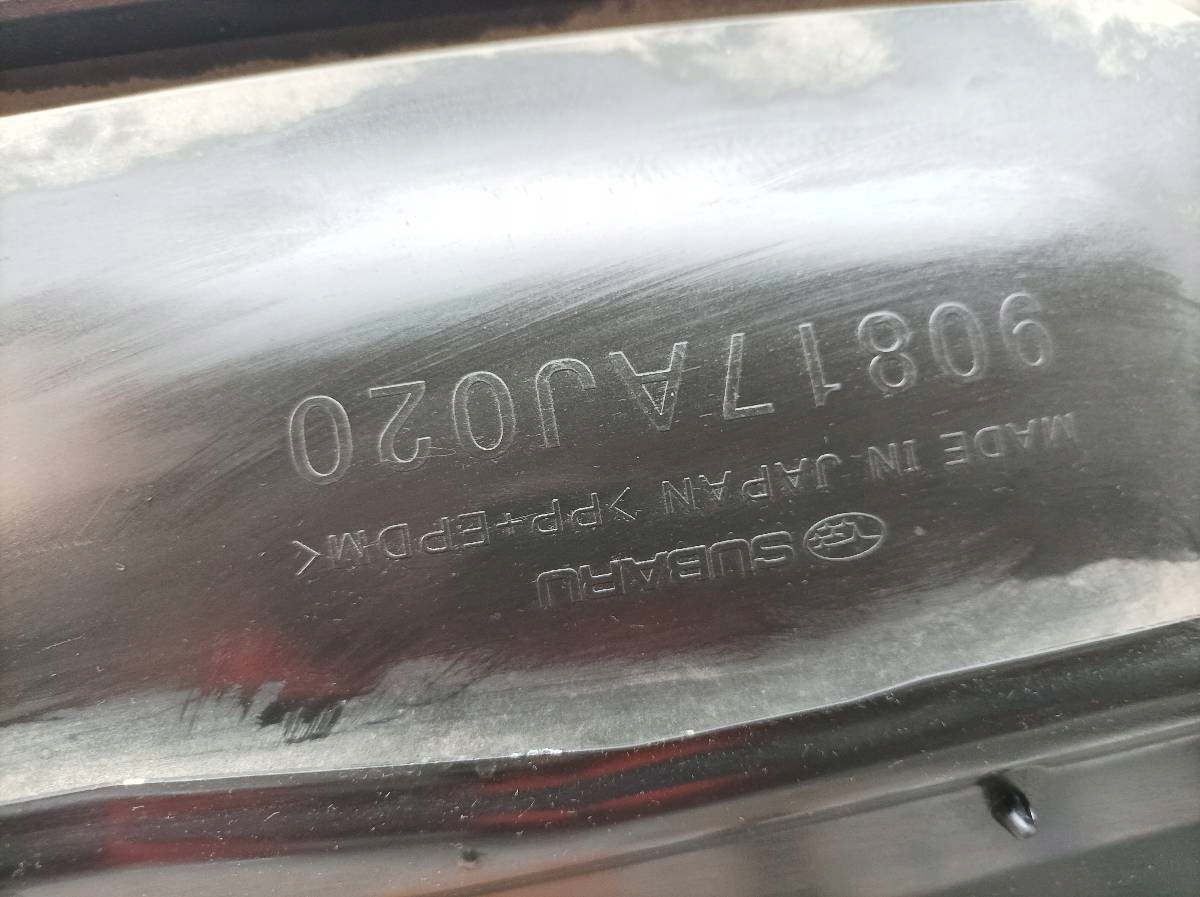 90817AJ020
MADE IN JAPAN >PP+EPDM<
SUBARU